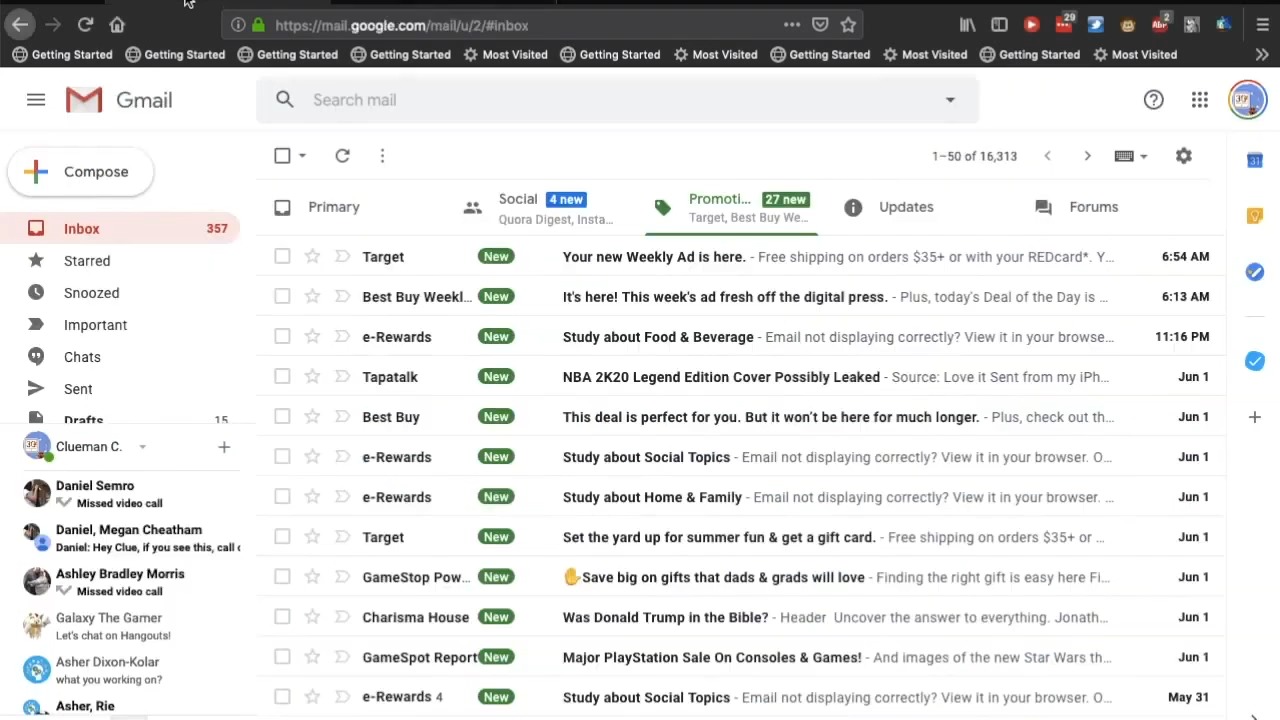 https://mail.google.com/mail/u/2/#inbox
29
2
Getting Started Getting Started Getting Started Getting Started Most Visited Getting Started Most Visited Getting Started Most Visited Getting Started Most Visited
Gmail
Search mail
Compose
1–50 of 16,313
Primary
Social 4 new
Quora Digest, Insta...
Promoti... 27 new
Target, Best Buy We...
Updates
Forums
Inbox 357
Starred
Snoozed
Important
Chats
Sent
Drafts 15
Clueman C.
Daniel Semro
Missed video call
Daniel, Megan Cheatham
Daniel: Hey Clue, if you see this, call
Ashley Bradley Morris
Missed video call
Galaxy The Gamer
Let's chat on Hangouts!
Asher Dixon-Kolar
what you working on?
Asher, Rie
Target New Your new Weekly Ad is here. - Free shipping on orders $35+ or with your REDcard*. Y... 6:54 AM
Best Buy Weekl... New It's here! This week's ad fresh off the digital press. - Plus, today's Deal of the Day is ... 6:13 AM
e-Rewards New Study about Food & Beverage - Email not displaying correctly? View it in your browse... 11:16 PM
Tapatalk New NBA 2K20 Legend Edition Cover Possibly Leaked - Source: Love it Sent from my iPh... Jun 1
Best Buy New This deal is perfect for you. But it won't be here for much longer. - Plus, check out th... Jun 1
e-Rewards New Study about Social Topics - Email not displaying correctly? View it in your browser. O... Jun 1
e-Rewards New Study about Home & Family - Email not displaying correctly? View it in your browser. ... Jun 1
Target New Set the yard up for summer fun & get a gift card. - Free shipping on orders $35+ or ... Jun 1
GameStop Pow... New ✋Save big on gifts that dads & grads will love - Finding the right gift is easy here Fi... Jun 1
Charisma House New Was Donald Trump in the Bible? - Header Uncover the answer to everything. Jonath... Jun 1
GameSpot Report New Major PlayStation Sale On Consoles & Games! - And images of the new Star Wars th... Jun 1
e-Rewards 4 New Study about Social Topics - Email not displaying correctly? View it in your browser. O... May 31
31